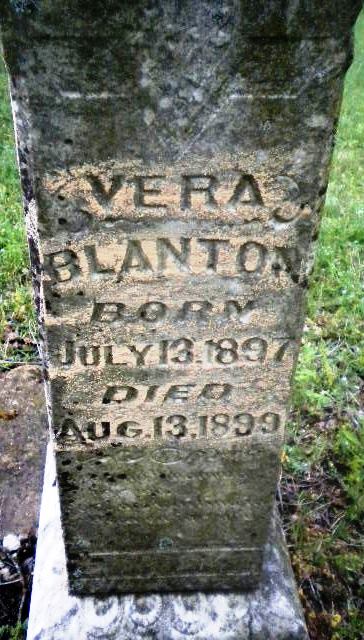 VERA
BLANTON
BORN
JULY 13.1897
DIED
AUG.13.1899